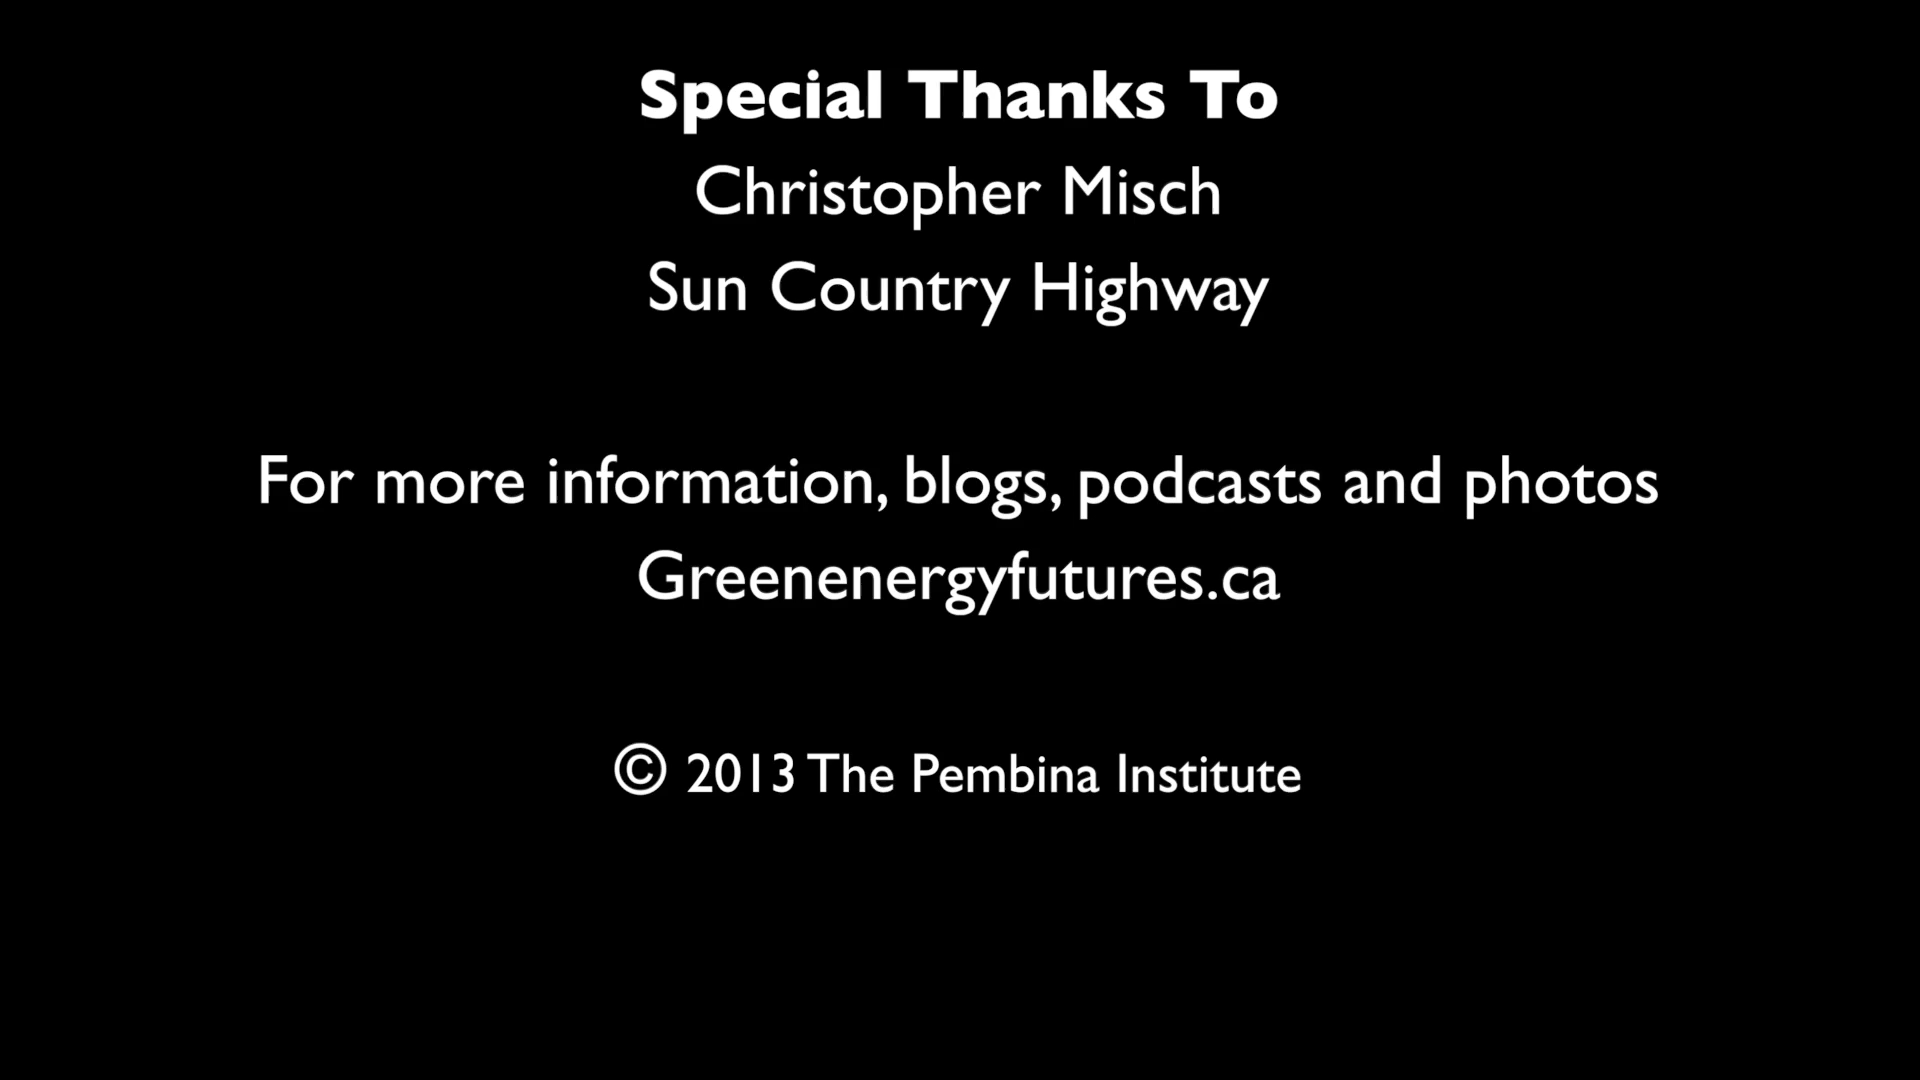 Special Thanks To
Christopher Misch
Sun Country Highway
For more information, blogs, podcasts and photos
Greenenergyfutures.ca
© 2013 The Pembina Institute